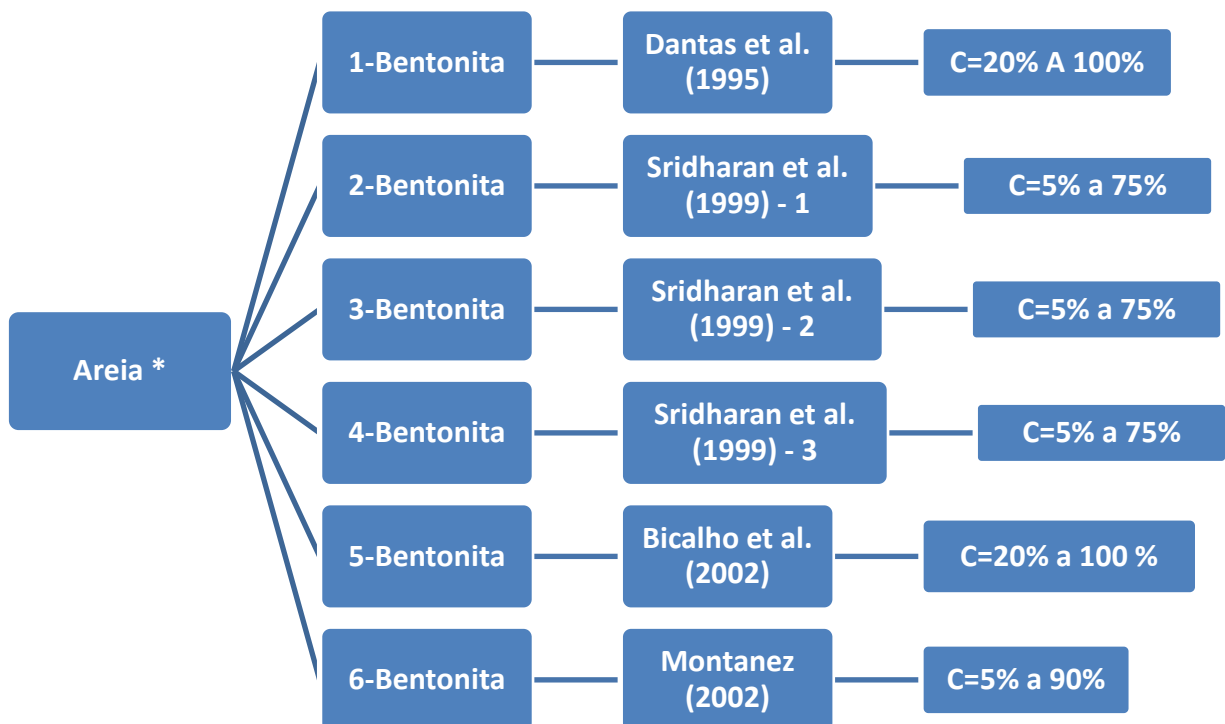 1-Bentonita
Dantas et al.
(1995)
C=20% A 100%
2-Bentonita
Sridharan et al.
(1999) - 1
C=5% a 75%
3-Bentonita
Sridharan et al.
(1999) - 2
C=5% a 75%
Areia *
4-Bentonita
Sridharan et al.
(1999) - 3
C=5% a 75%
5-Bentonita
Bicalho et al.
(2002)
C=20% a 100 %
6-Bentonita
Montanez
(2002)
C=5% a 90%